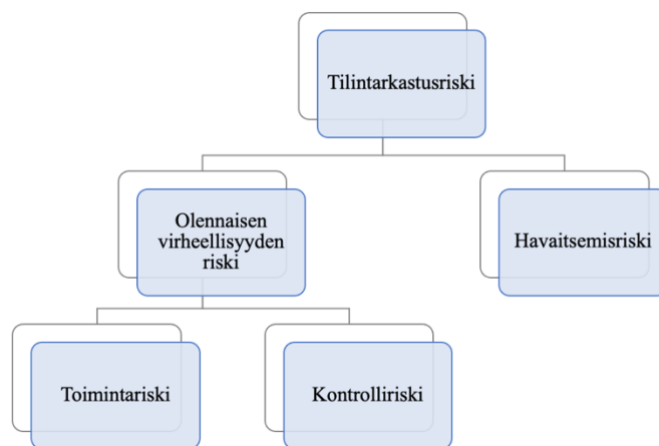 Tilintarkastusriski
Olennaisen
virheellisyyden
riski
Havaitsemisriski
Toimintariski
Kontrolliriski